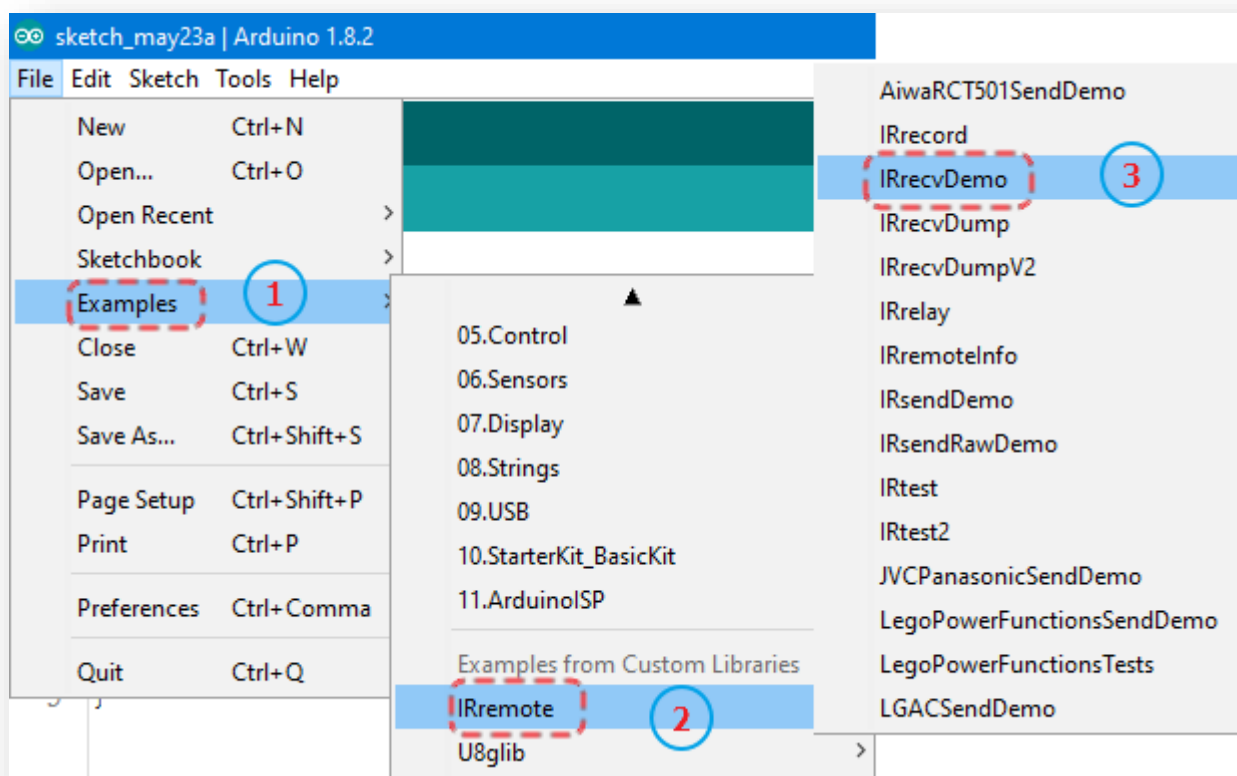 sketch_may23a | Arduino 1.8.2
File Edit Sketch Tools Help
New Ctrl+N
Open... Ctrl+O
Open Recent
Sketchbook
Examples
1
Close Ctrl+W
Save Ctrl+S
Save As... Ctrl+Shift+S
Page Setup Ctrl+Shift+P
Print Ctrl+P
Preferences Ctrl+Comma
Quit Ctrl+Q
05.Control
06.Sensors
07.Display
08.Strings
09.USB
10.StarterKit_BasicKit
11.ArduinoISP
Examples from Custom Libraries
IRremote
2
U8glib
AiwaRCT501SendDemo
IRrecord
IRrecvDemo
3
IRrecvDump
IRrecvDumpV2
IRrelay
IRremoteInfo
IRsendDemo
IRsendRawDemo
IRtest
IRtest2
JVCPanasonicSendDemo
LegoPowerFunctionsSendDemo
LegoPowerFunctionsTests
LGACSendDemo